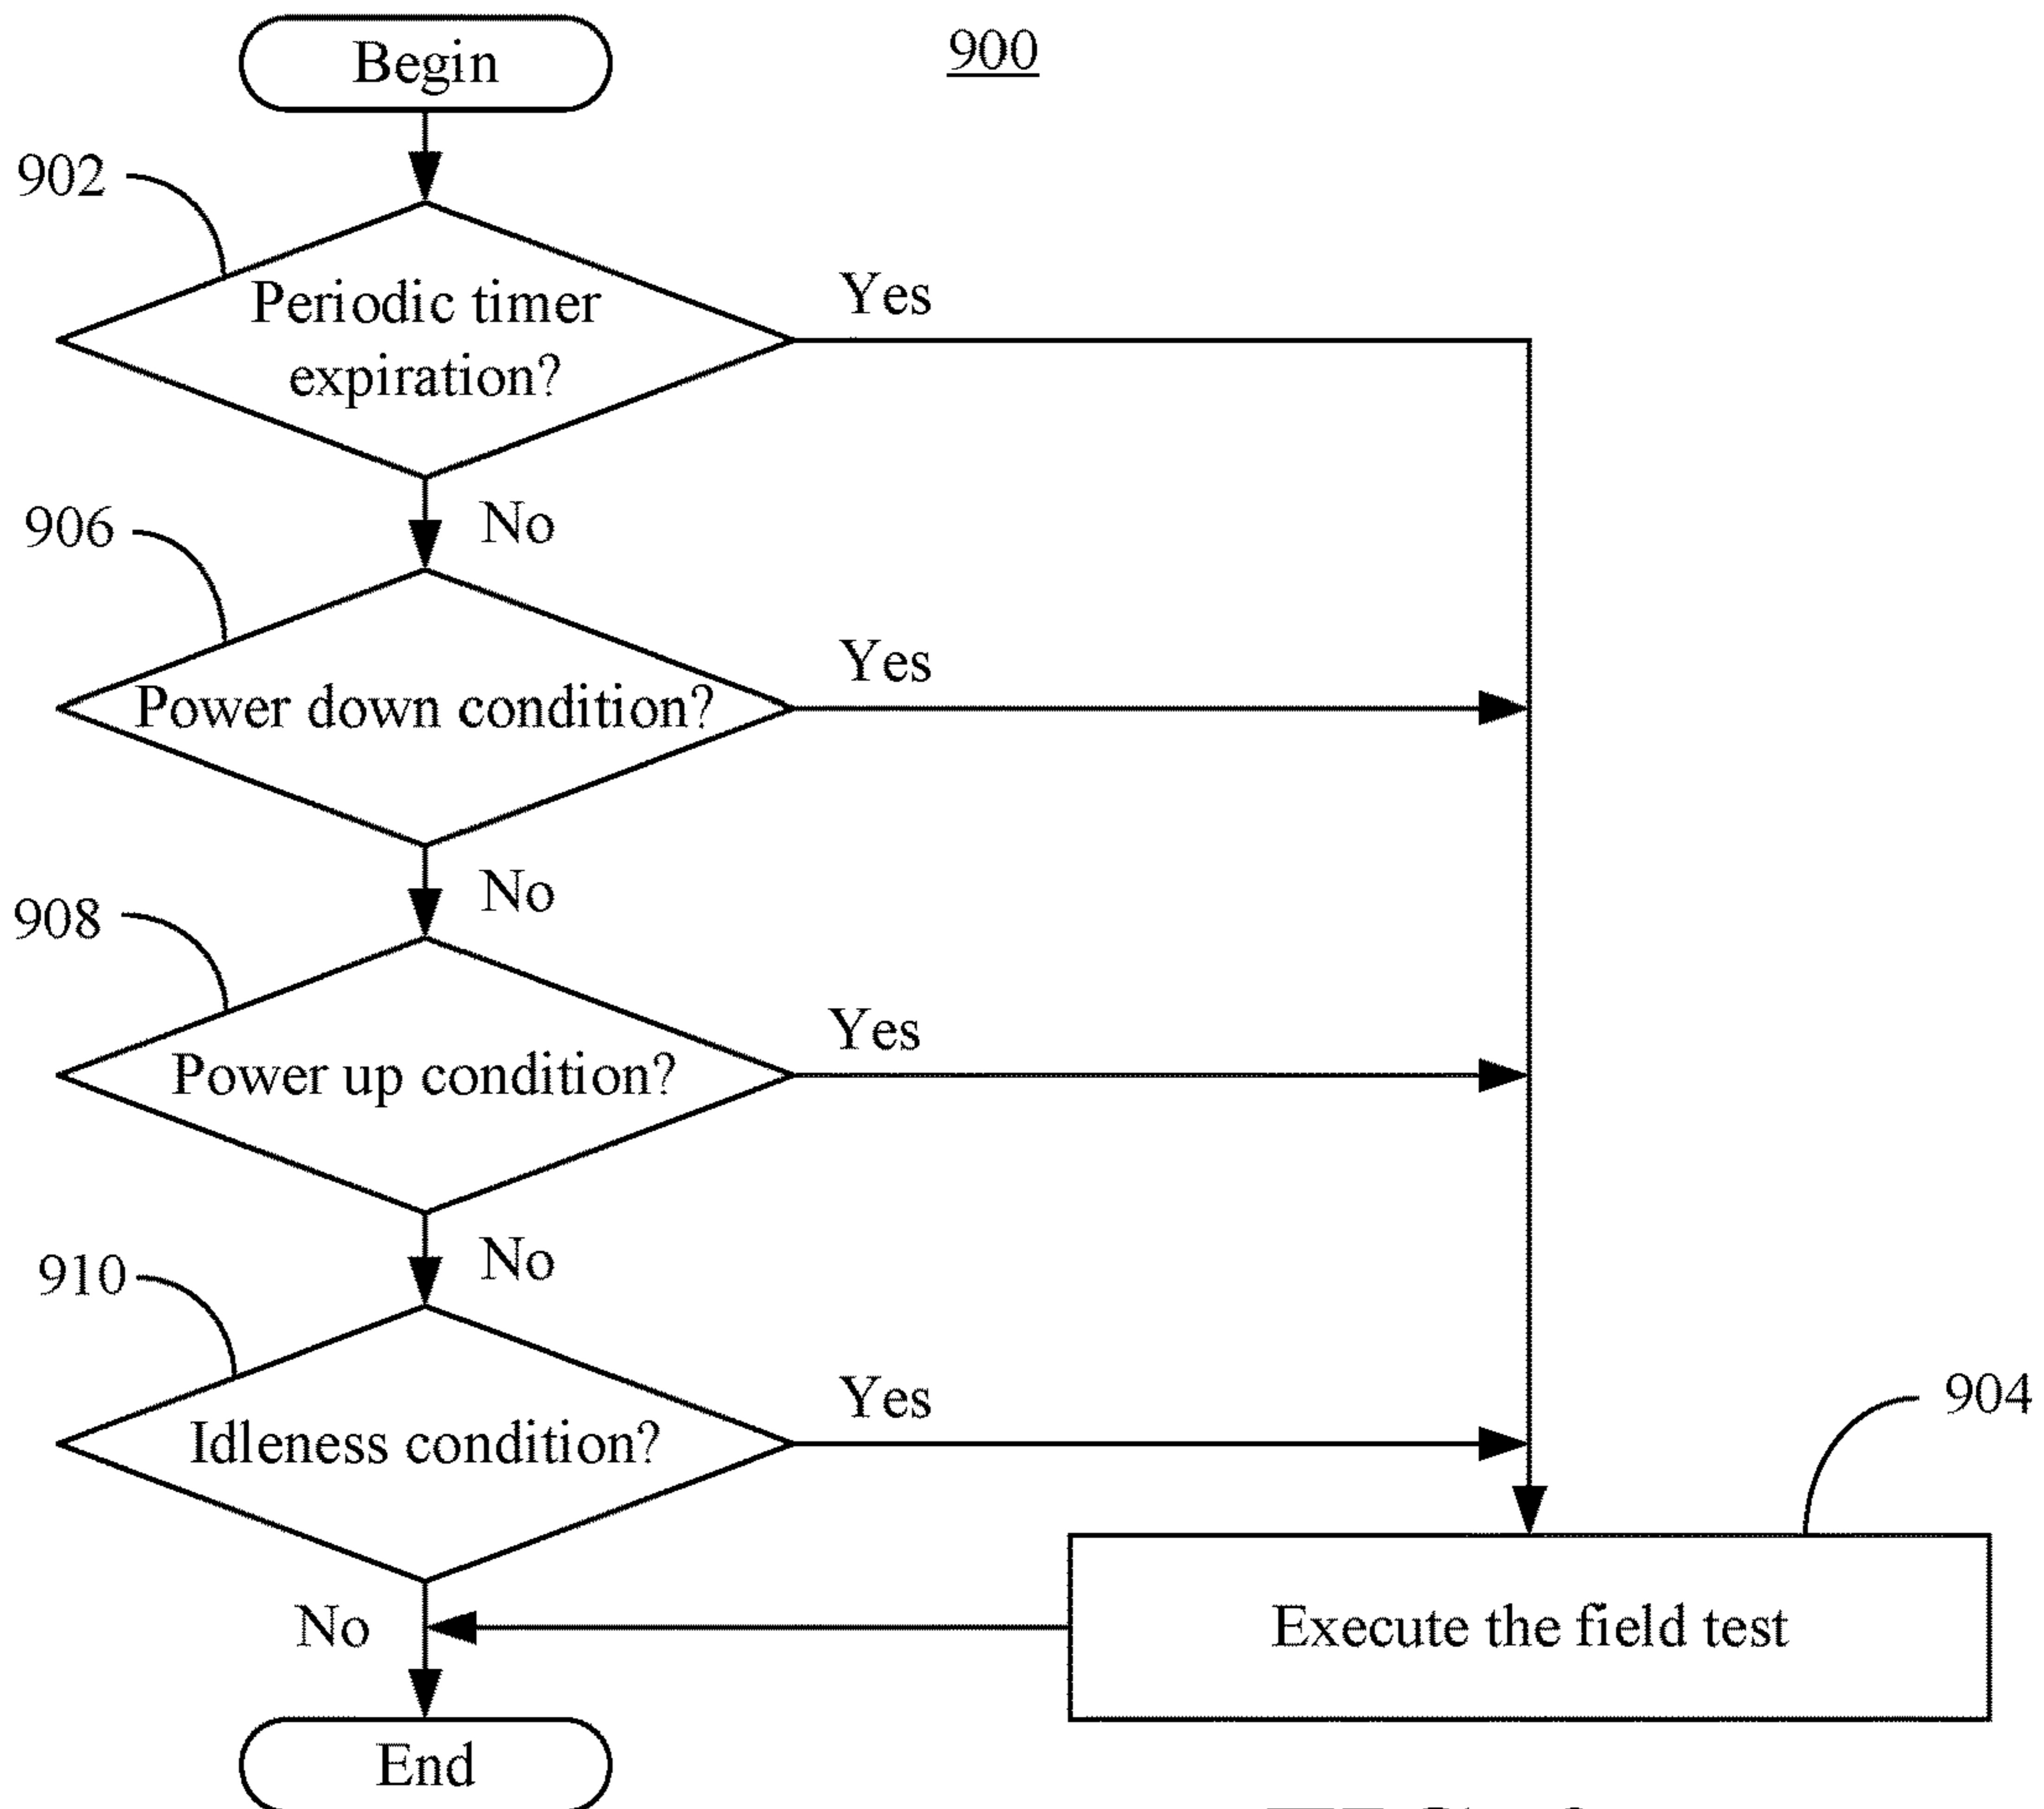 Begin
900
902
Periodic timer
expiration?
Yes
No
906
Power down condition?
Yes
No
908
Power up condition?
Yes
No
910
Idleness condition?
Yes
904
No
Execute the field test
End